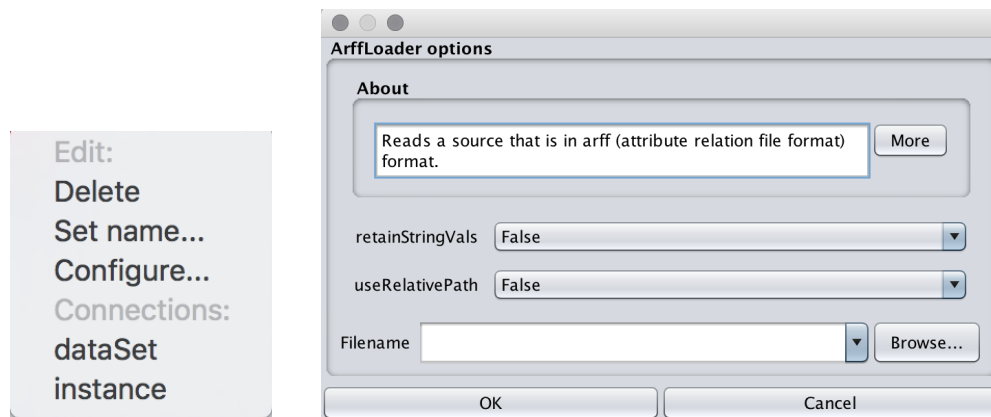 Edit:
Delete
Set name...
Configure...
Connections:
dataSet
instance
ArffLoader options
About
Reads a source that is in arff (attribute relation file format)
format.
More
retainStringVals False
useRelativePath False
Filename Browse...
OK Cancel